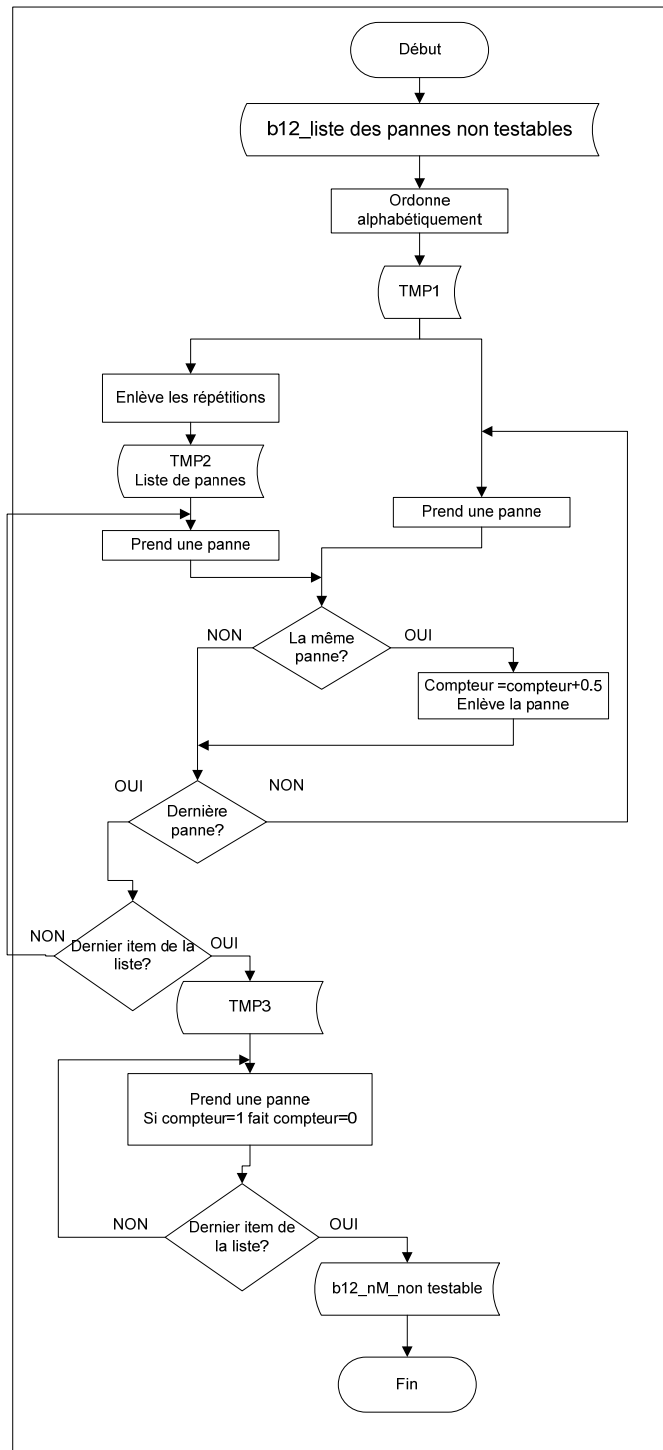 Début
b12_liste des pannes non testables
Ordonne
alphabétiquement
TMP1
Enlève les répétitions
TMP2
Liste de pannes
Prend une panne
Prend une panne
NON
La même
panne?
OUI
Compteur =compteur+0.5
Enlève la panne
OUI
Dernière
panne?
NON
NON
Dernier item de la
liste?
OUI
TMP3
Prend une panne
Si compteur=1 fait compteur=0
NON
Dernier item de
la liste?
OUI
b12_nM_non testable
Fin